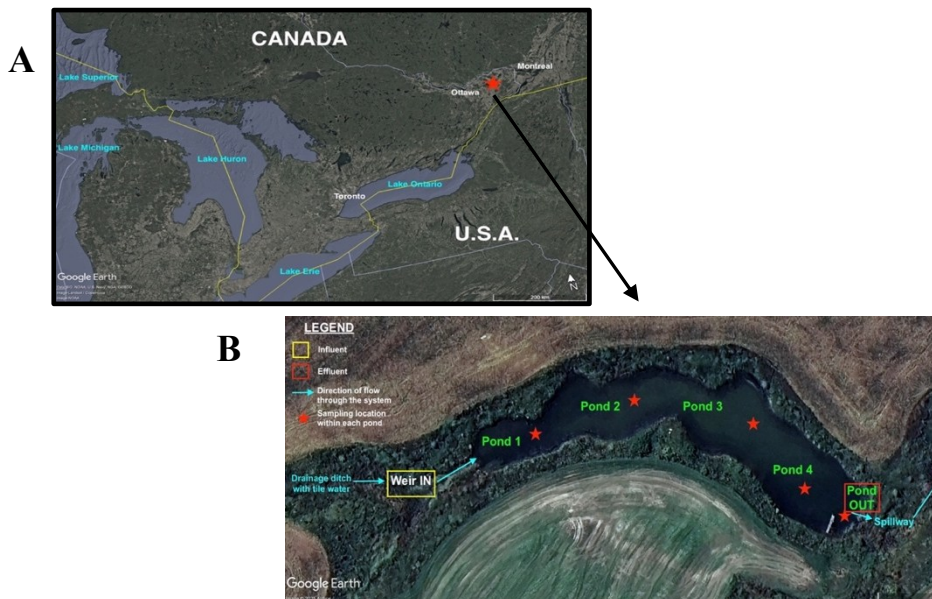 A
CANADA
Lake Superior
Montreal
Ottawa
Lake Michigan
Lake Huron
Toronto
Lake Ontario
U.S.A.
Lake Erie
Google Earth
200 km
N
B
LEGEND
Influent
Effluent
Direction of flow
through the system
Sampling location
within each pond
Pond 1
Pond 2
Pond 3
Pond 4
Drainage ditch
with tile water
Weir IN
Pond
OUT
Spillway
Google Earth